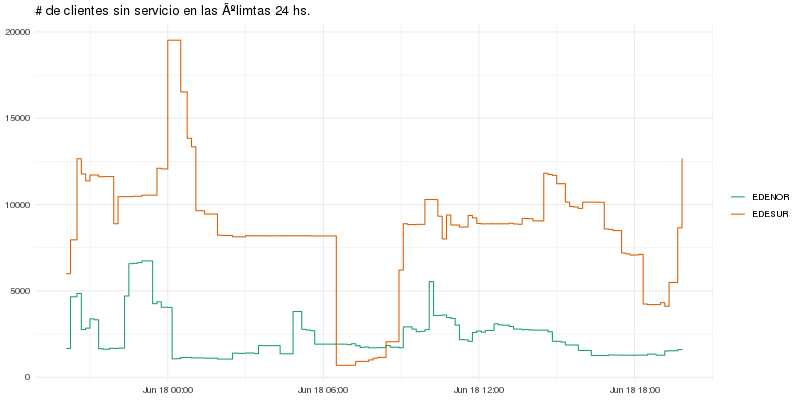 # de clientes sin servicio en las Ãºlimtas 24 hs.
20000
15000
10000
5000
0
Jun 18 00:00
Jun 18 06:00
Jun 18 12:00
Jun 18 18:00
EDENOR
EDESUR